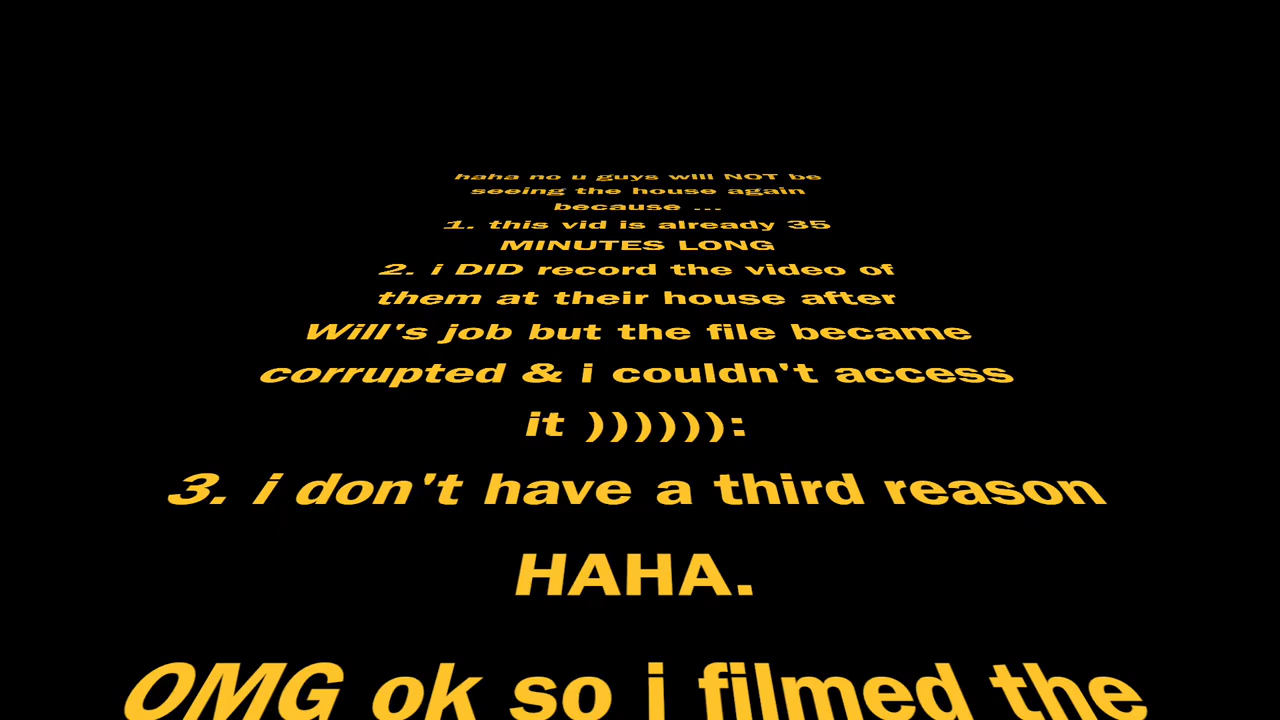 haha no u guys will NOT be
seeing the house again
because ...
1. this vid is already 35
MINUTES LONG
2. i DID record the video of
them at their house after
Will's job but the file became
corrupted & i couldn't access
it )))))):
3. i don't have a third reason
HAHA.
OMG ok so i filmed the